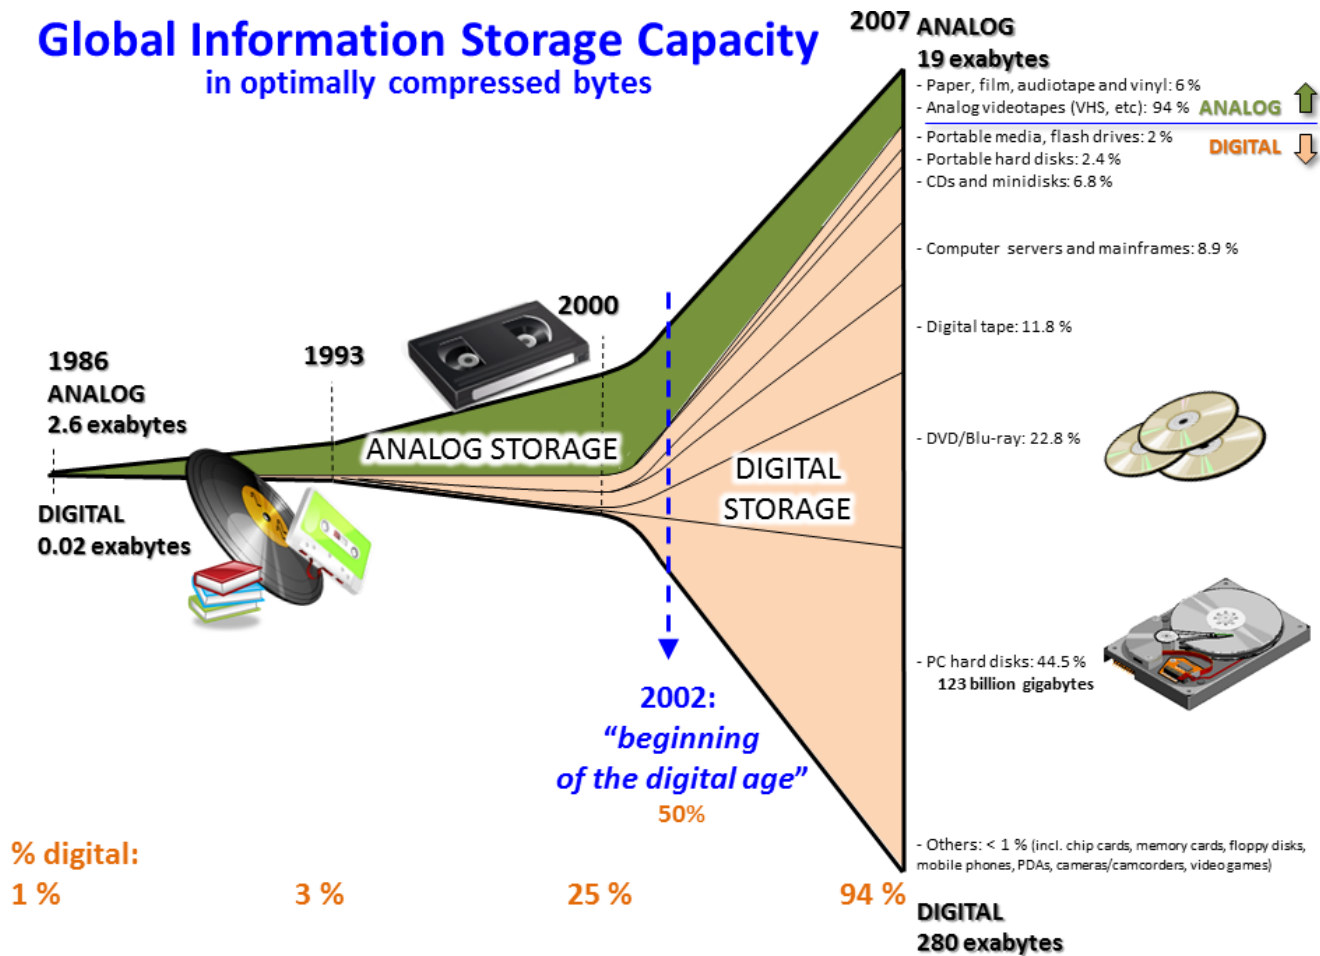 Global Information Storage Capacity
in optimally compressed bytes
2007
ANALOG
19 exabytes
- Paper, film, audiotape and vinyl: 6 %
- Analog videotapes (VHS, etc): 94 %
ANALOG
- Portable media, flash drives: 2 %
DIGITAL
- Portable hard disks: 2.4 %
- CDs and minidisks: 6.8 %
- Computer servers and mainframes: 8.9 %
- Digital tape: 11.8 %
- DVD/Blu-ray: 22.8 %
- PC hard disks: 44.5 %
123 billion gigabytes
- Others: < 1 % (incl. chip cards, memory cards, floppy disks,
mobile phones, PDAs, cameras/camcorders, video games)
DIGITAL
280 exabytes
1986
ANALOG
2.6 exabytes
DIGITAL
0.02 exabytes
1993
2000
ANALOG STORAGE
DIGITAL
STORAGE
2002:
“beginning
of the digital age”
50%
% digital:
1 %
3 %
25 %
94 %